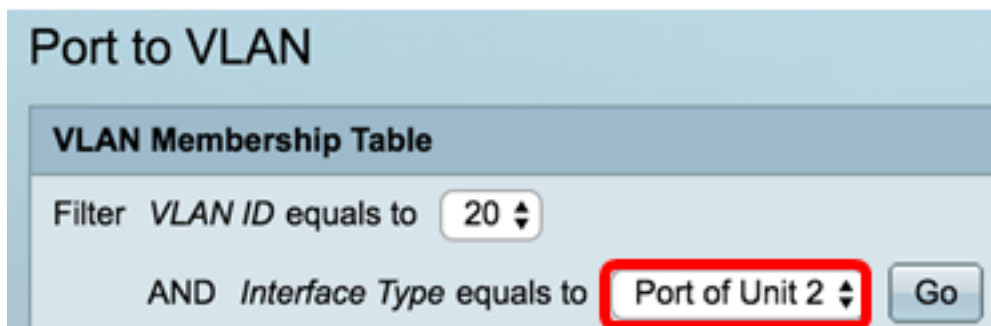 Port to VLAN
VLAN Membership Table
Filter VLAN ID equals to 20
AND Interface Type equals to Port of Unit 2 Go